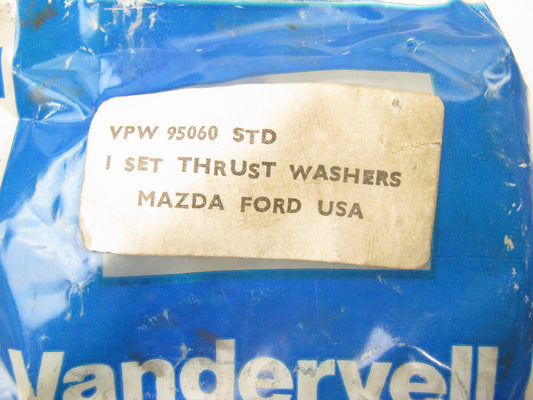 VPW 95060 STD
1 SET THRUST WASHERS
MAZDA FORD USA
Vandervell